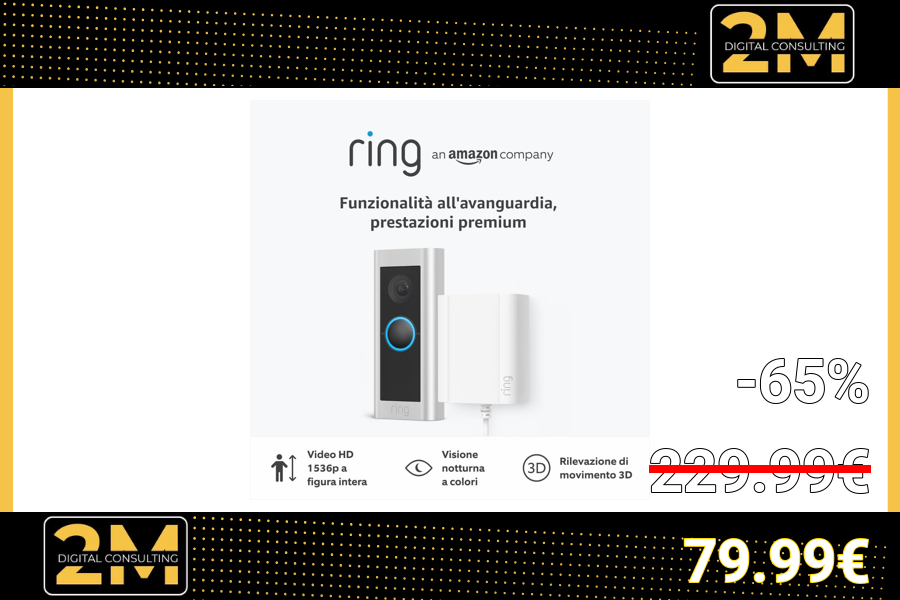 2M
DIGITAL CONSULTING
ring an amazon company
Funzionalità all'avanguardia,
prestazioni premium
ring
ring
-65%
Video HD
1536p a
figura intera
Visione
notturna
a colori
3D
Rilevazione di
movimento 3D
229.99€
2M
DIGITAL CONSULTING
79.99€